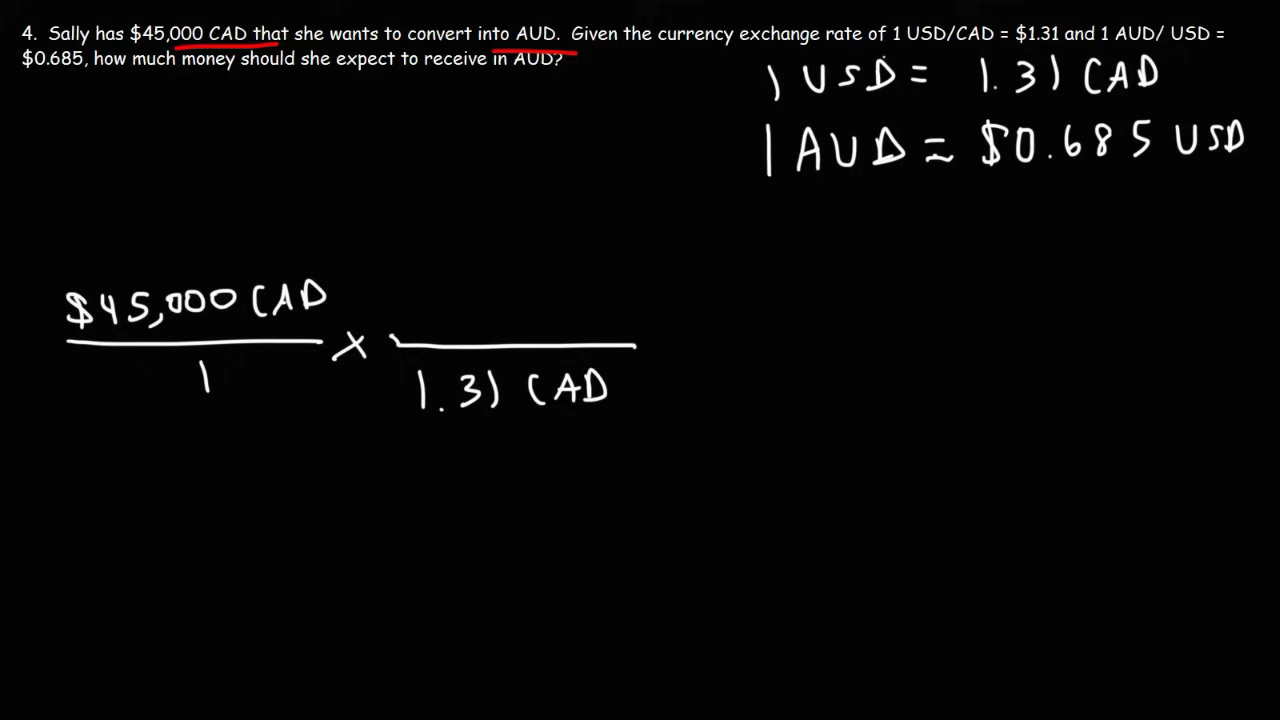 4. Sally has $45,000 CAD that she wants to convert into AUD. Given the currency exchange rate of 1 USD/CAD = $1.31 and 1 AUD/ USD =
$0.685, how much money should she expect to receive in AUD?
1 USD = 1.31 CAD
1 AUD = $0.685 USD
$45,000 CAD
1
×
1.31 CAD